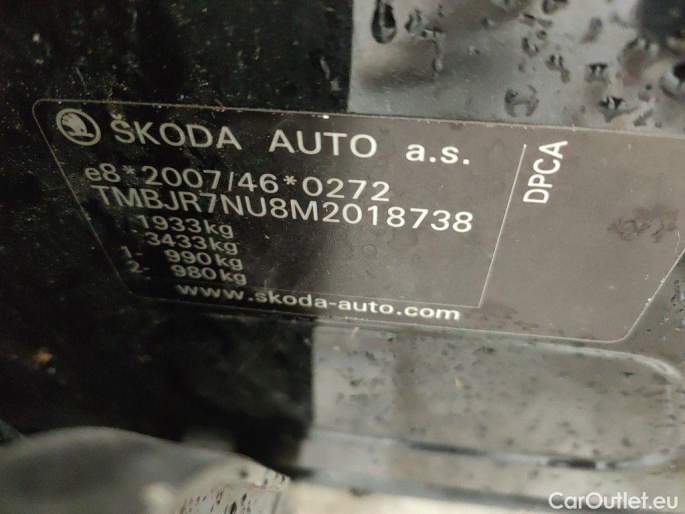 ŠKODA AUTO a.s.
e8*2007/46*0272
TMBJR7NU8M2018738
1933kg
3433kg
1- 990kg
2- 980kg
www.skoda-auto.com
DPCA
CarOutlet.eu